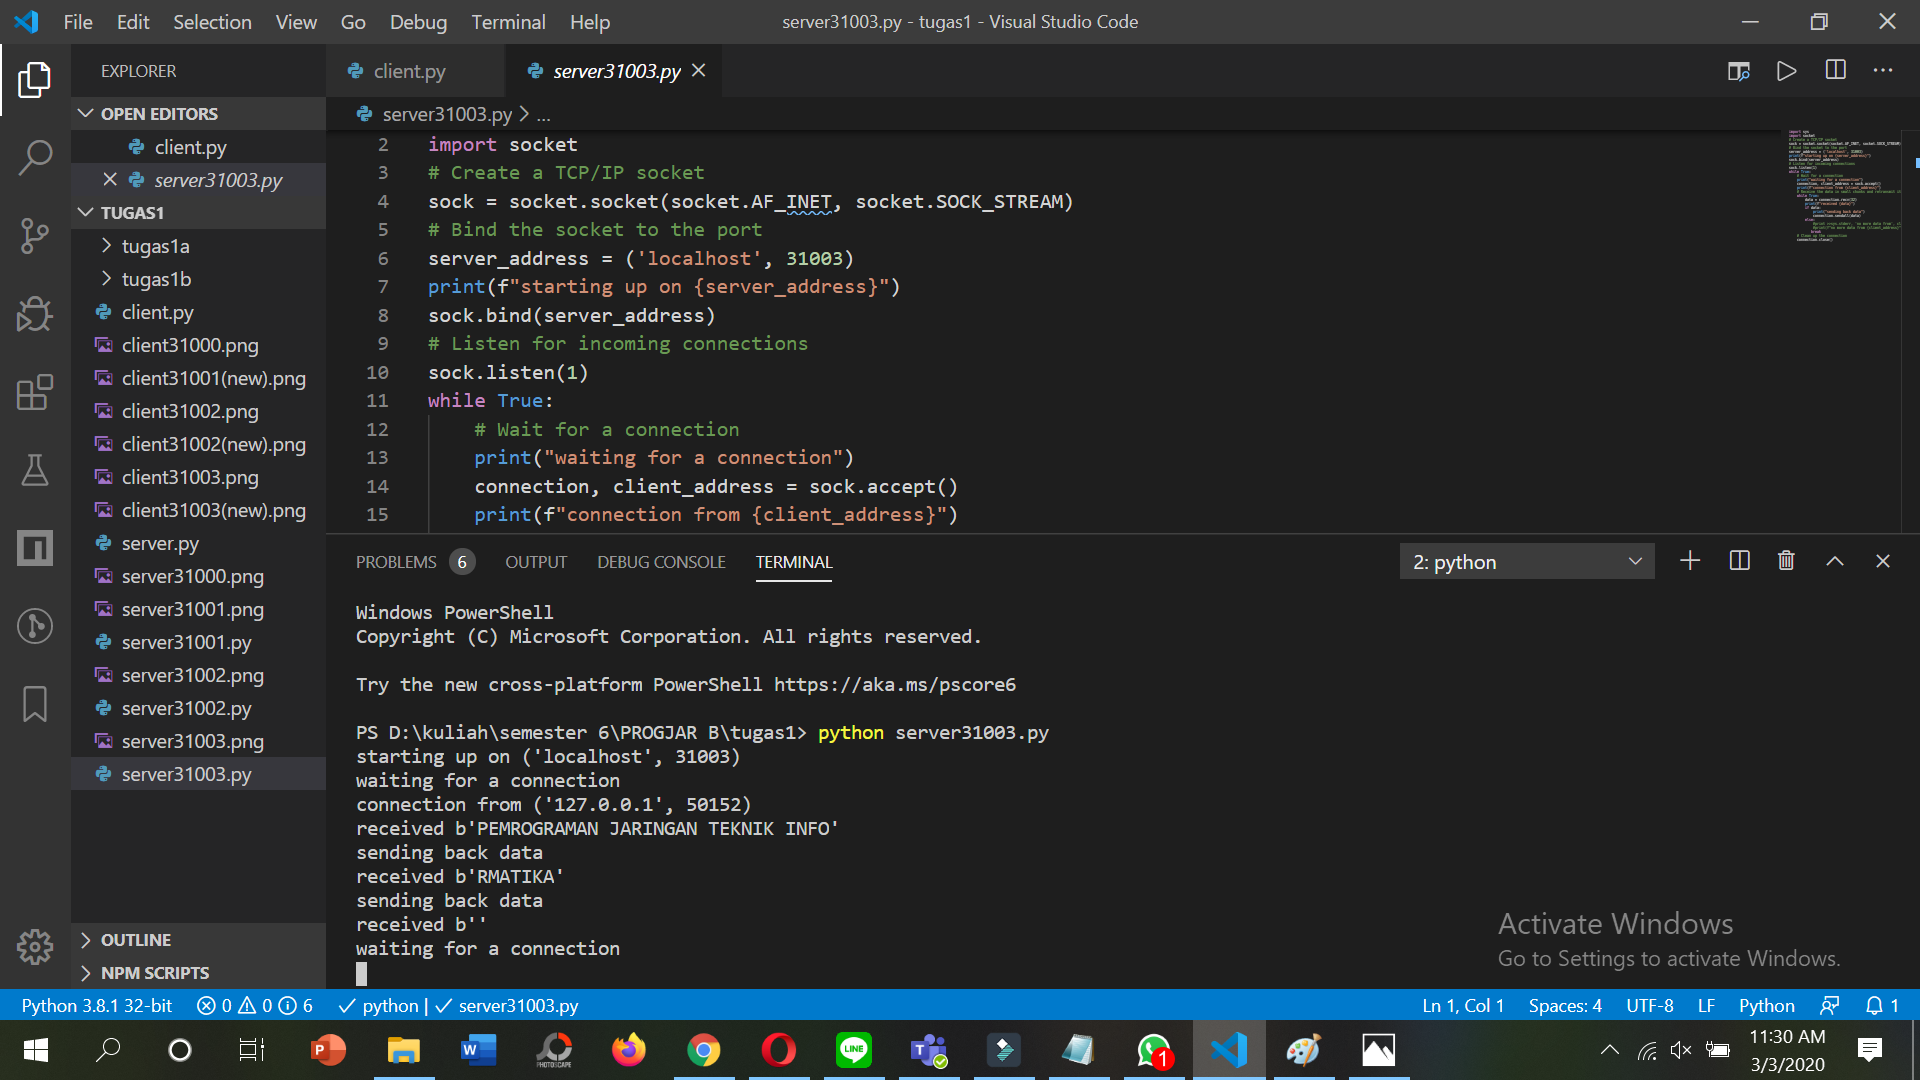 File Edit Selection View Go Debug Terminal Help
server31003.py - tugas1 - Visual Studio Code
EXPLORER
OPEN EDITORS
client.py
server31003.py
TUGAS1
tugas1a
tugas1b
client.py
client31000.png
client31001(new).png
client31002.png
client31002(new).png
client31003.png
client31003(new).png
server.py
server31000.png
server31001.png
server31001.py
server31002.png
server31002.py
server31003.png
server31003.py
OUTLINE
NPM SCRIPTS
client.py
server31003.py
server31003.py > ...
2 import socket
3 # Create a TCP/IP socket
4 sock = socket.socket(socket.AF_INET, socket.SOCK_STREAM)
5 # Bind the socket to the port
6 server_address = ('localhost', 31003)
7 print(f"starting up on {server_address}")
8 sock.bind(server_address)
9 # Listen for incoming connections
10 sock.listen(1)
11 while True:
12 # Wait for a connection
13 print("waiting for a connection")
14 connection, client_address = sock.accept()
15 print(f"connection from {client_address}")
PROBLEMS 6 OUTPUT DEBUG CONSOLE TERMINAL
2: python
Windows PowerShell
Copyright (C) Microsoft Corporation. All rights reserved.
Try the new cross-platform PowerShell https://aka.ms/pscore6
PS D:\kuliah\semester 6\PROGJAR B\tugas1> python server31003.py
starting up on ('localhost', 31003)
waiting for a connection
connection from ('127.0.0.1', 50152)
received b'PEMROGRAMAN JARINGAN TEKNIK INFO'
sending back data
received b'RMATIKA'
sending back data
received b''
waiting for a connection
Activate Windows
Go to Settings to activate Windows.
Python 3.8.1 32-bit 0 0 6 python | server31003.py
Ln 1, Col 1 Spaces: 4 UTF-8 LF Python 1
PHOTOSCAPE
LINE
1
11:30 AM
3/3/2020